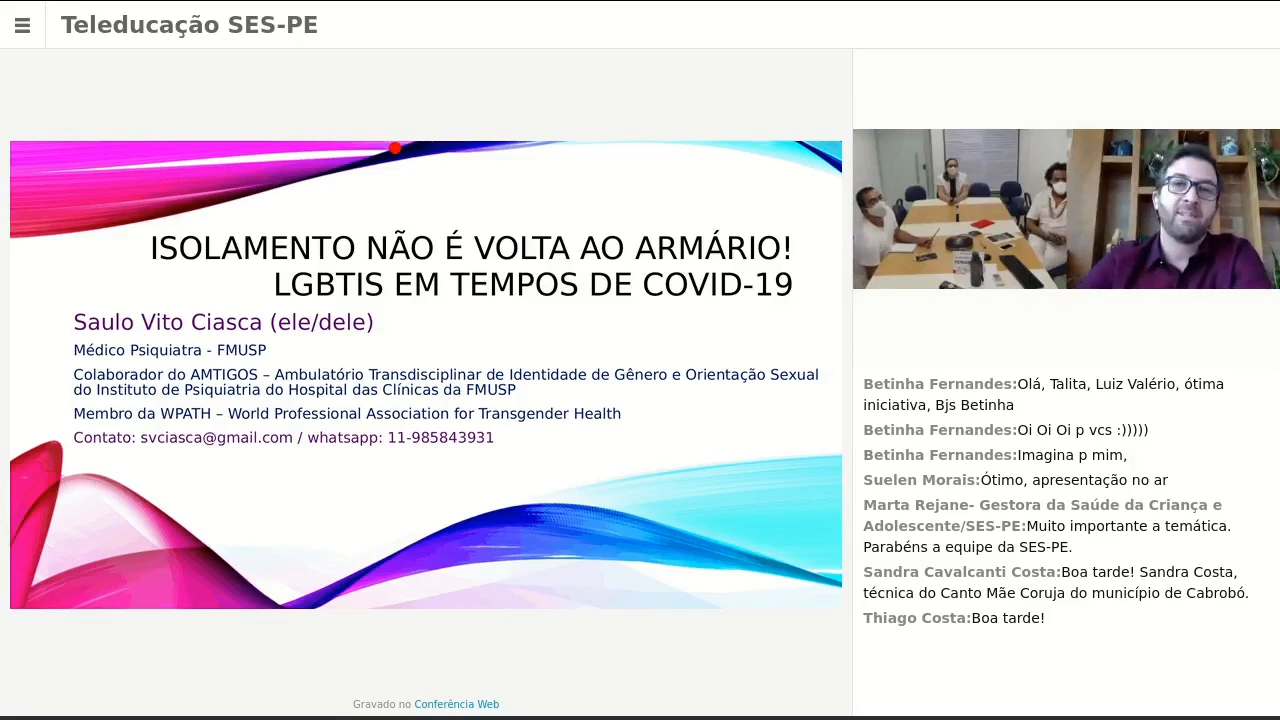 Teleducação SES-PE
ISOLAMENTO NÃO É VOLTA AO ARMÁRIO!
LGBTIS EM TEMPOS DE COVID-19
Saulo Vito Ciasca (ele/dele)
Médico Psiquiatra - FMUSP
Colaborador do AMTIGOS – Ambulatório Transdisciplinar de Identidade de Gênero e Orientação Sexual
do Instituto de Psiquiatria do Hospital das Clínicas da FMUSP
Membro da WPATH – World Professional Association for Transgender Health
Contato: svciasca@gmail.com / whatsapp: 11-985843931
Gravado no Conferência Web
Betinha Fernandes:Olá, Talita, Luiz Valério, ótima
iniciativa, Bjs Betinha
Betinha Fernandes:Oi Oi Oi p vcs :)))))
Betinha Fernandes:Imagina p mim,
Suelen Morais:Ótimo, apresentação no ar
Marta Rejane- Gestora da Saúde da Criança e
Adolescente/SES-PE:Muito importante a temática.
Parabéns a equipe da SES-PE.
Sandra Cavalcanti Costa:Boa tarde! Sandra Costa,
técnica do Canto Mãe Coruja do município de Cabrobó.
Thiago Costa:Boa tarde!